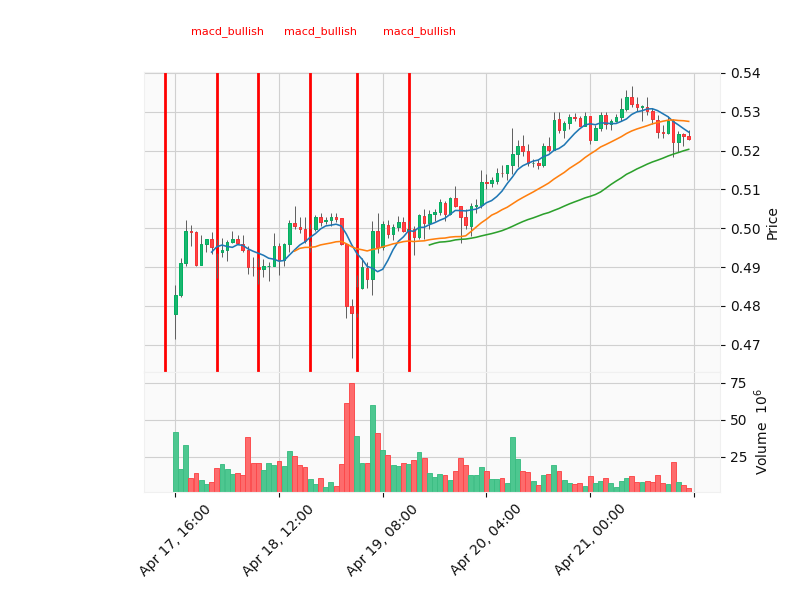 macd_bullish macd_bullish macd_bullish
0.54
0.53
0.52
0.51
0.50
0.49
0.48
0.47
Price
75
50
25
Volume 10⁶
Apr 17, 16:00
Apr 18, 12:00
Apr 19, 08:00
Apr 20, 04:00
Apr 21, 00:00